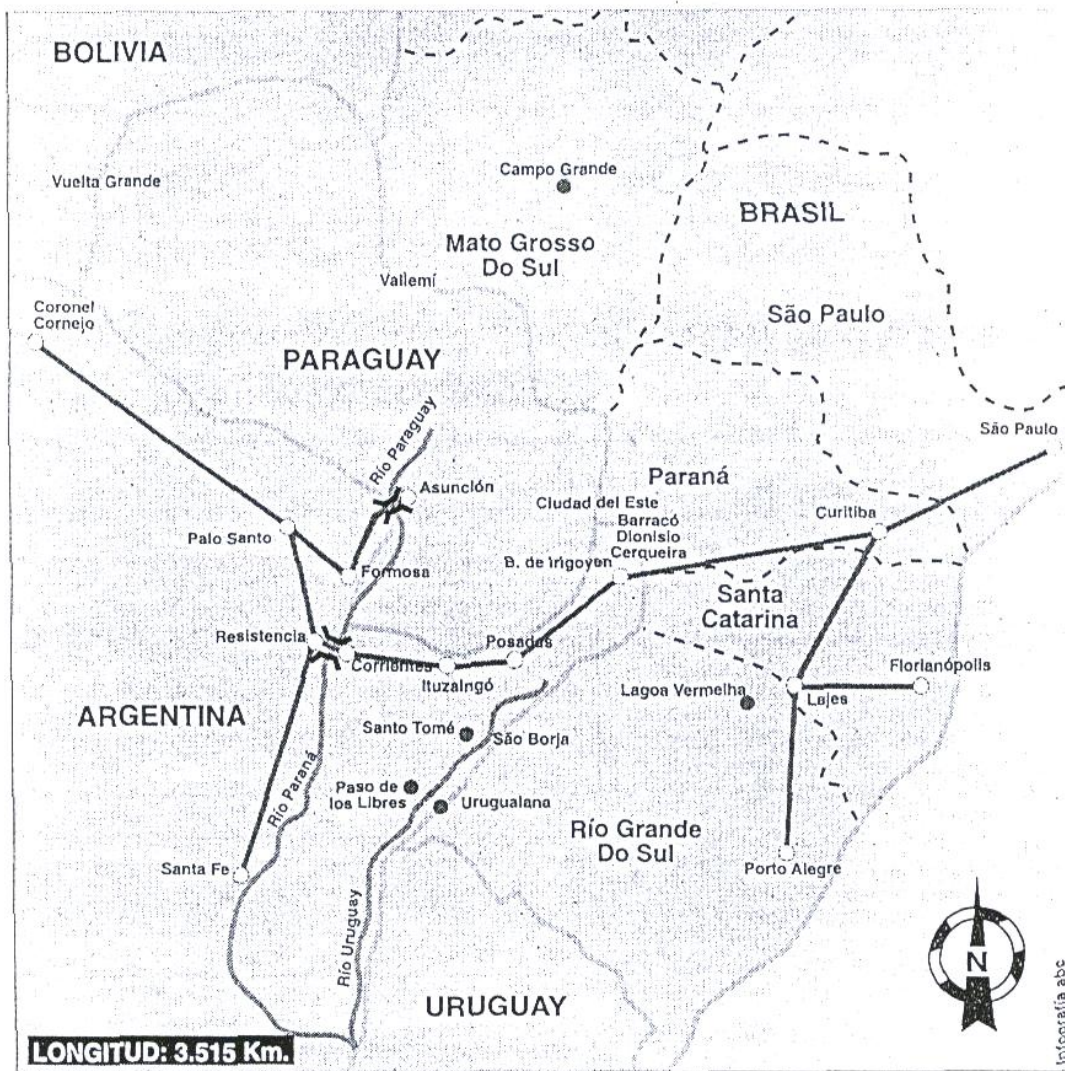 BOLIVIA
Vuelta Grande
Campo Grande
BRASIL
Mato Grosso
Do Sul
Vallemí
Coronel
Cornejo
São Paulo
PARAGUAY
São Paulo
Río Paraguay
Asunción
Paraná
Ciudad del Este
Barracó
Dionisio
Cerqueira
Curitiba
Palo Santo
Formosa
B. de Irigoyen
Santa
Catarina
Resistencia
Corrientes
Posadas
Ituzaingó
Florianópolis
Lagoa Vermelha
Lajes
ARGENTINA
Santo Tomé
São Borja
Río Paraná
Paso de
los Libres
Urugualana
Río Grande
Do Sul
Santa Fe
Porto Alegre
Río Uruguay
N
URUGUAY
LONGITUD: 3.515 Km.
Infografía abc